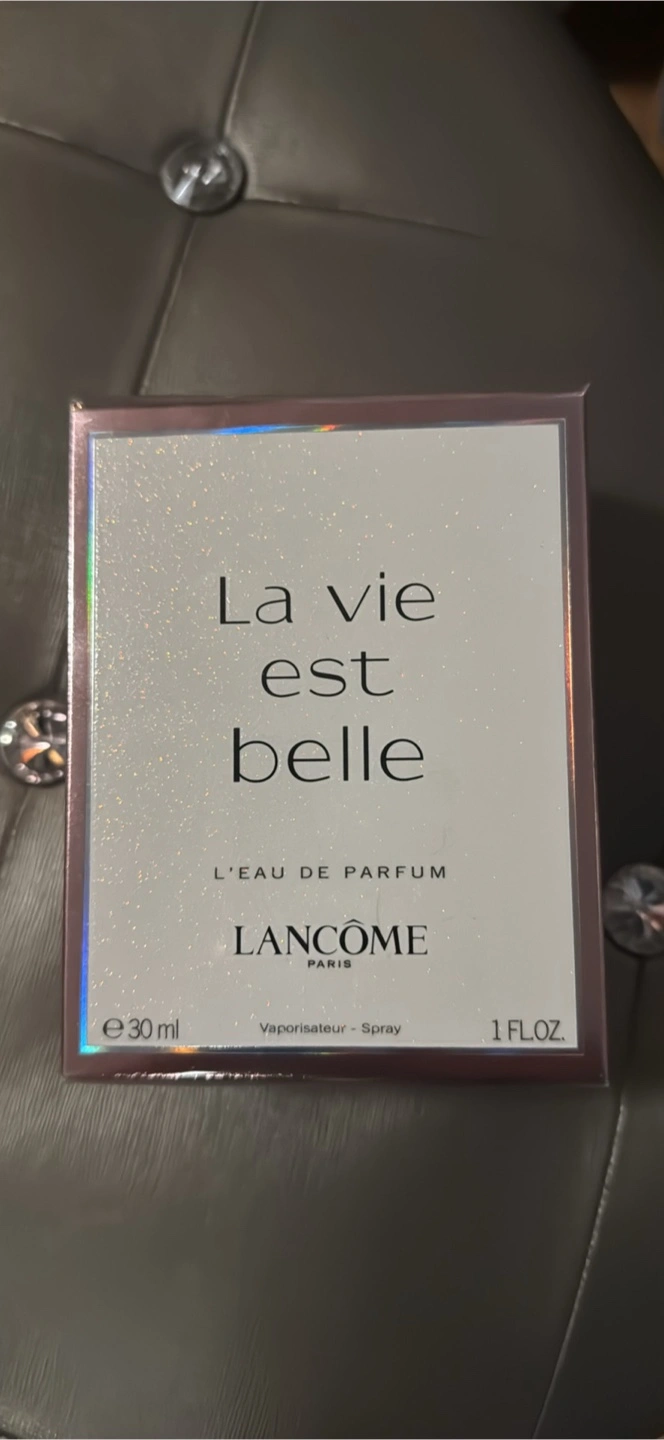 La vie
est
belle
L'EAU DE PARFUM
LANCÔME
PARIS
℮ 30 ml Vaporisateur - Spray 1 FL.OZ.